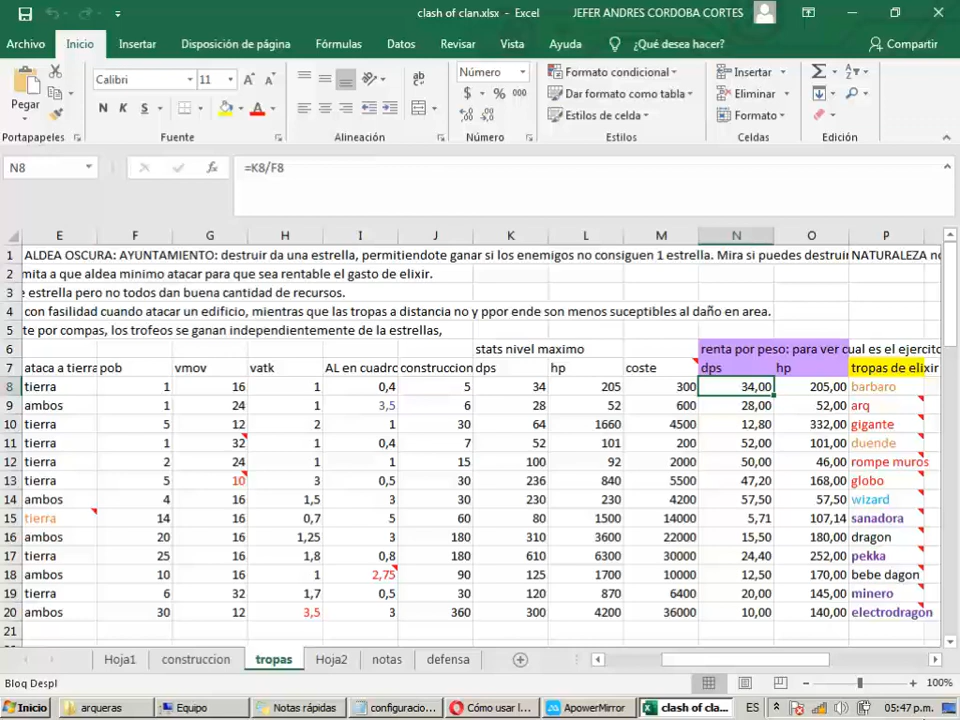 clash of clan.xlsx - Excel
JEFER ANDRES CORDOBA CORTES
Archivo Inicio Insertar Disposición de página Fórmulas Datos Revisar Vista Ayuda ¿Qué desea hacer? Compartir
Pegar
Calibri 11
N K S
Número
$ % 000
Formato condicional
Dar formato como tabla
Estilos de celda
Insertar
Eliminar
Formato
Portapapeles Fuente Alineación Número Estilos Celdas Edición
N8 fx =K8/F8
E F G H I J K L M N O P
1 ALDEA OSCURA: AYUNTAMIENTO: destruir da una estrella, permitiendote ganar si los enemigos no consiguen 1 estrella. Mira si puedes destruir NATURALEZA no
2 mita a que aldea minimo atacar para que sea rentable el gasto de elixir.
3 e estrella pero no todos dan buena cantidad de recursos.
4 con fasilidad cuando atacar un edificio, mientras que las tropas a distancia no y ppor ende son menos suceptibles al daño en area.
5 te por compas, los trofeos se ganan independientemente de la estrellas,
6 stats nivel maximo renta por peso: para ver cual es el ejercito
7 ataca a tierra pob vmov vatk AL en cuadro construccion dps hp coste dps hp tropas de elixir
8 tierra 1 16 1 0,4 5 34 205 300 34,00 205,00 barbaro
9 ambos 1 24 1 3,5 6 28 52 600 28,00 52,00 arq
10 tierra 5 12 2 1 30 64 1660 4500 12,80 332,00 gigante
11 tierra 1 32 1 0,4 7 52 101 200 52,00 101,00 duende
12 tierra 2 24 1 1 15 100 92 2000 50,00 46,00 rompe muros
13 tierra 5 10 3 0,5 30 236 840 5500 47,20 168,00 globo
14 ambos 4 16 1,5 3 30 230 230 4200 57,50 57,50 wizard
15 tierra 14 16 0,7 5 60 80 1500 14000 5,71 107,14 sanadora
16 ambos 20 16 1,25 3 180 310 3600 22000 15,50 180,00 dragon
17 tierra 25 16 1,8 0,8 180 610 6300 30000 24,40 252,00 pekka
18 ambos 10 16 1 2,75 90 125 1700 10000 12,50 170,00 bebe dagon
19 tierra 6 32 1,7 0,5 30 120 870 6400 20,00 145,00 minero
20 ambos 30 12 3,5 3 360 300 4200 36000 10,00 140,00 electrodragon
21
Hoja1 construccion tropas Hoja2 notas defensa
Bloq Despl 100%
Inicio arqueras Equipo Notas rápidas configuracio... Cómo usar l... ApowerMirror clash of cla... ES 05:47 p.m.